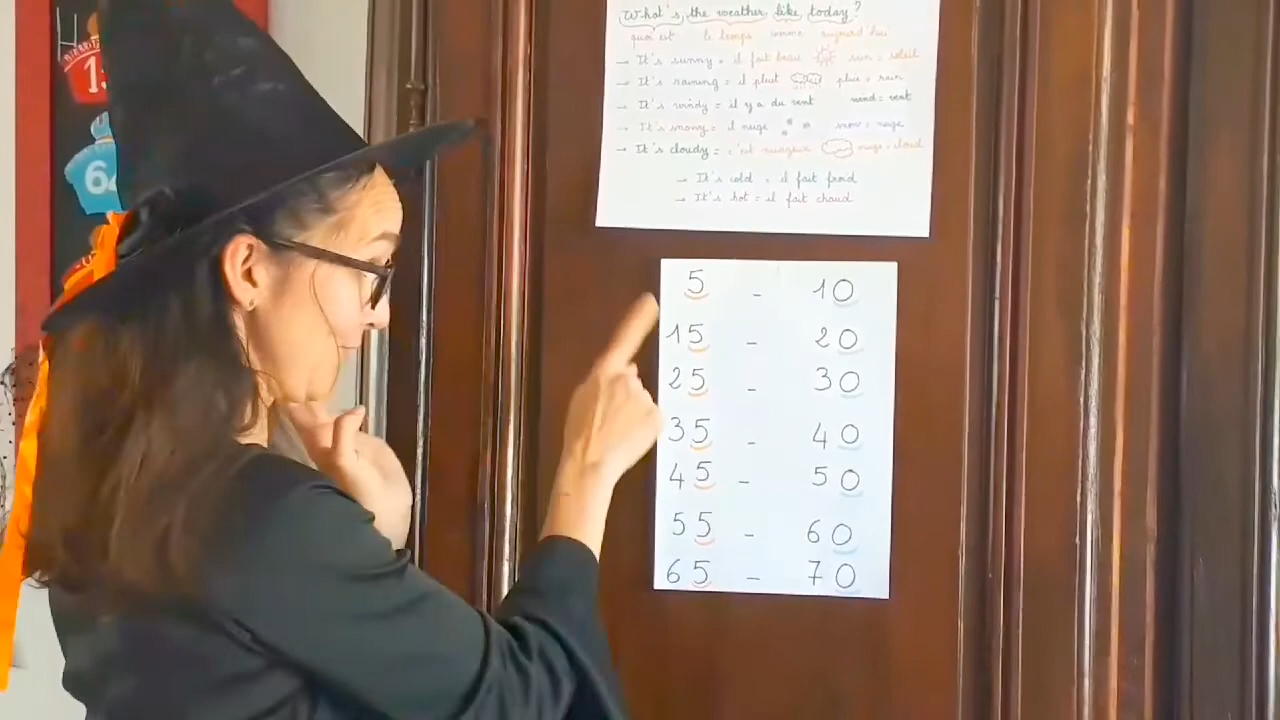 What's the weather like today?
quoi est le temps comme aujourd'hui
→ It's sunny = il fait beau sun = soleil
→ It's raining = il pleut pluie = rain
→ It's windy = il y a du vent wind = vent
→ It's snowy = il neige snow = neige
→ It's cloudy = c'est nuageux nuage = cloud
→ It's cold = il fait froid
→ It's hot = il fait chaud
5 - 10
15 - 20
25 - 30
35 - 40
45 - 50
55 - 60
65 - 70